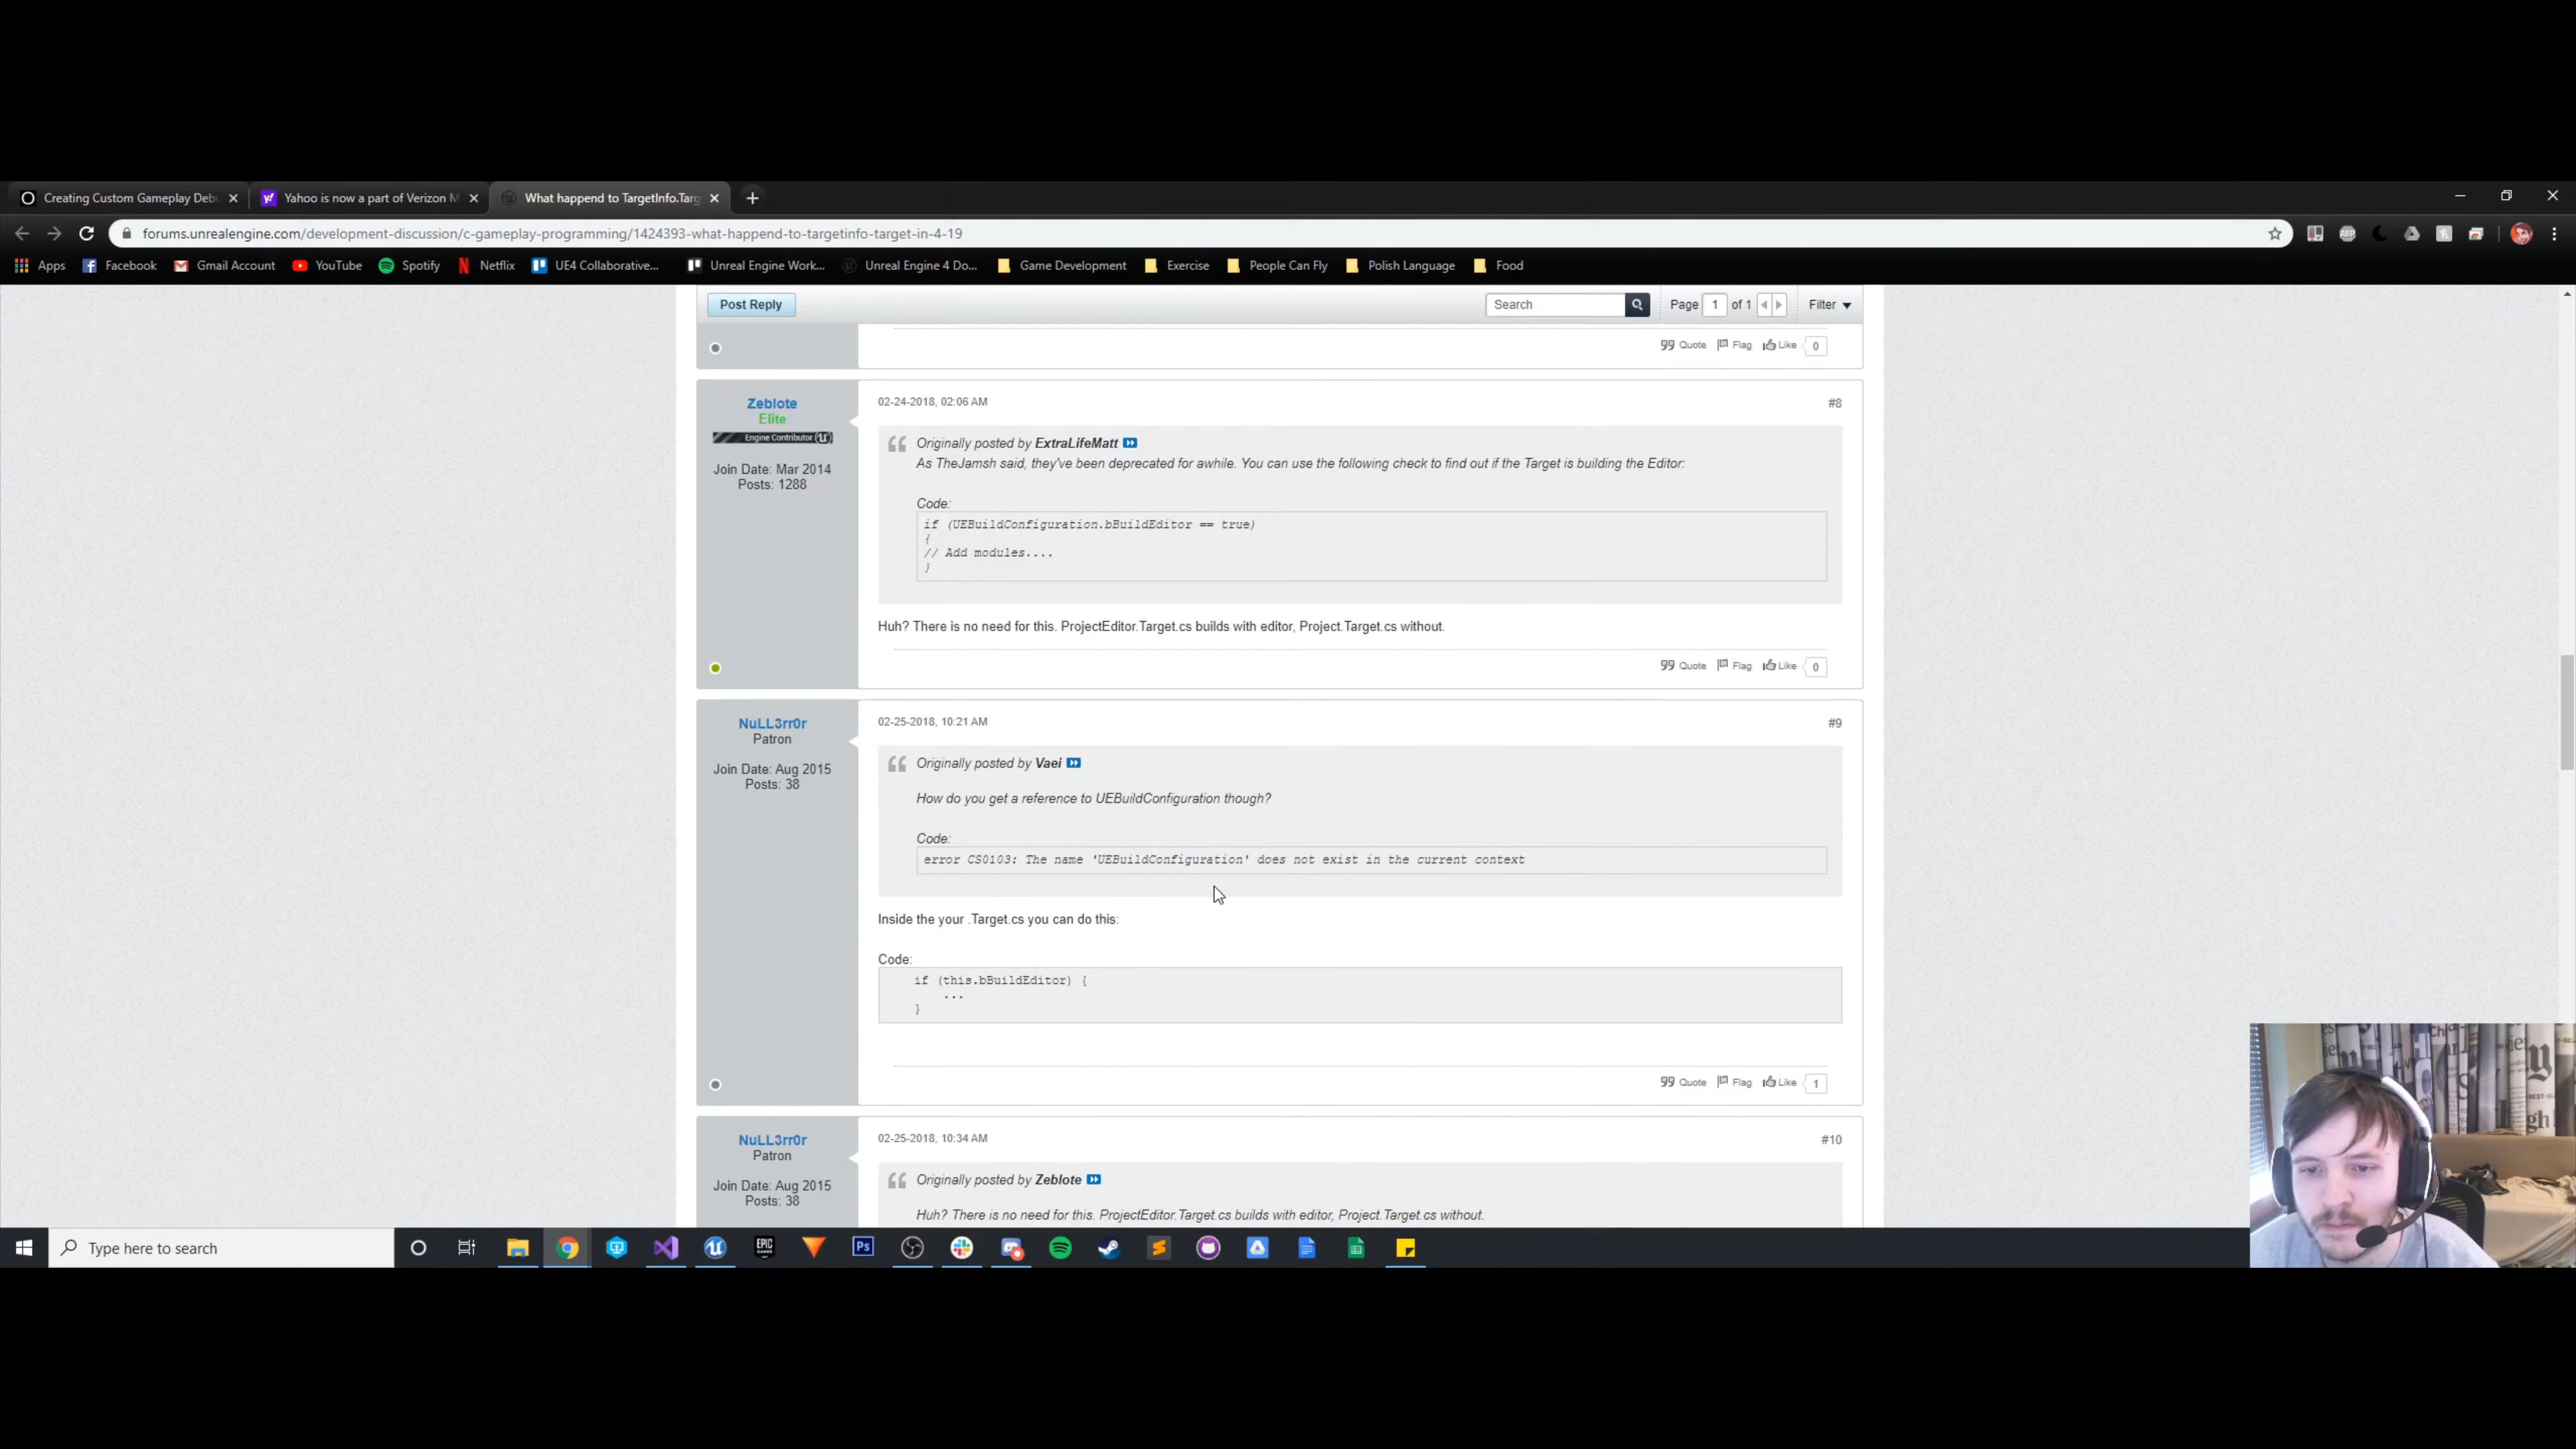 Creating Custom Gameplay Deb
Yahoo is now a part of Verizon M
What happend to TargetInfo.Targ
forums.unrealengine.com/development-discussion/c-gameplay-programming/1424393-what-happend-to-targetinfo-target-in-4-19
Apps Facebook Gmail Account YouTube Spotify Netflix UE4 Collaborative... Unreal Engine Work... Unreal Engine 4 Do... Game Development Exercise People Can Fly Polish Language Food
Post Reply Search Page 1 of 1 Filter
Quote Flag Like 0
Zeblote
Elite
Engine Contributor
Join Date: Mar 2014
Posts: 1288
02-24-2018, 02:06 AM #8
Originally posted by ExtraLifeMatt
As TheJamsh said, they've been deprecated for awhile. You can use the following check to find out if the Target is building the Editor:
Code:
if (UEBuildConfiguration.bBuildEditor == true)
{
// Add modules....
}
Huh? There is no need for this. ProjectEditor.Target.cs builds with editor, Project.Target.cs without.
Quote Flag Like 0
NuLL3rr0r
Patron
Join Date: Aug 2015
Posts: 38
02-25-2018, 10:21 AM #9
Originally posted by Vaei
How do you get a reference to UEBuildConfiguration though?
Code:
error CS0103: The name 'UEBuildConfiguration' does not exist in the current context
Inside the your .Target.cs you can do this:
Code:
if (this.bBuildEditor) {
...
}
Quote Flag Like 1
NuLL3rr0r
Patron
Join Date: Aug 2015
Posts: 38
02-25-2018, 10:34 AM #10
Originally posted by Zeblote
Huh? There is no need for this. ProjectEditor.Target.cs builds with editor, Project.Target.cs without.
Type here to search
EPIC
GAMES
Ps